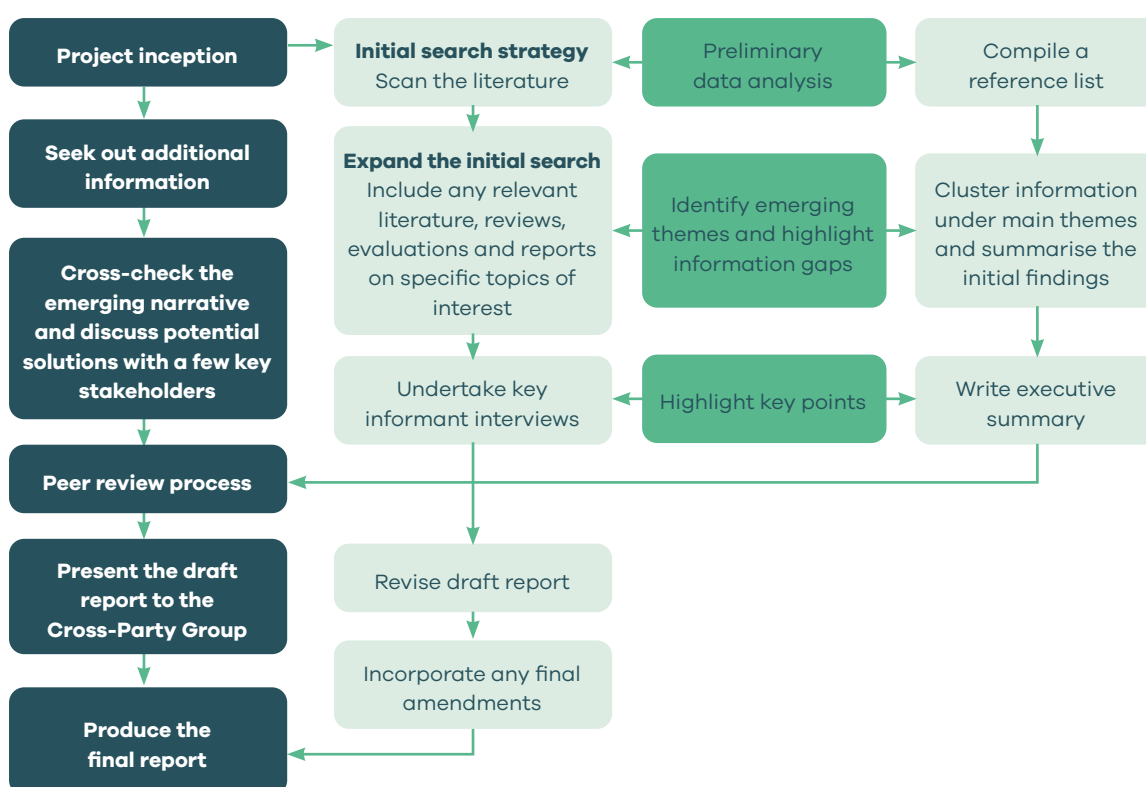 Project inception
Seek out additional
information
Cross-check the
emerging narrative
and discuss potential
solutions with a few key
stakeholders
Peer review process
Present the draft
report to the
Cross-Party Group
Produce the
final report
Initial search strategy
Scan the literature
Expand the initial search
Include any relevant
literature, reviews,
evaluations and reports
on specific topics of
interest
Undertake key
informant interviews
Revise draft report
Incorporate any final
amendments
Preliminary
data analysis
Identify emerging
themes and highlight
information gaps
Highlight key points
Compile a
reference list
Cluster information
under main themes
and summarise the
initial findings
Write executive
summary